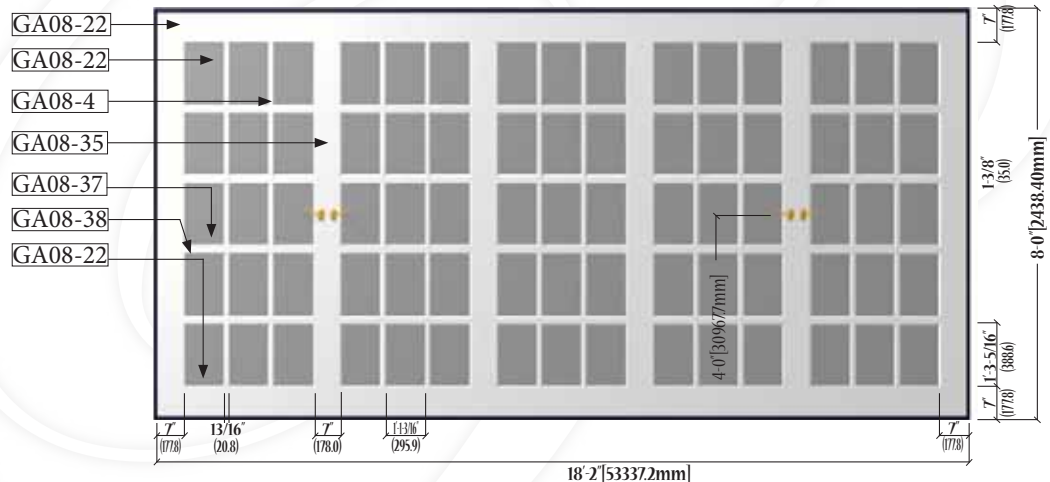 GA08-22
GA08-22
GA08-4
GA08-35
GA08-37
GA08-38
GA08-22
7"
(177.8)
1-3/8"
(35.0)
8-0"[2438.40mm]
4-0"[30967.7mm]
1'-3-5/16"
(388.6)
7"
(177.8)
7"
(177.8)
13/16"
(20.8)
7"
(178.0)
1'-13/16"
(295.9)
7"
(177.8)
18'-2"[53337.2mm]